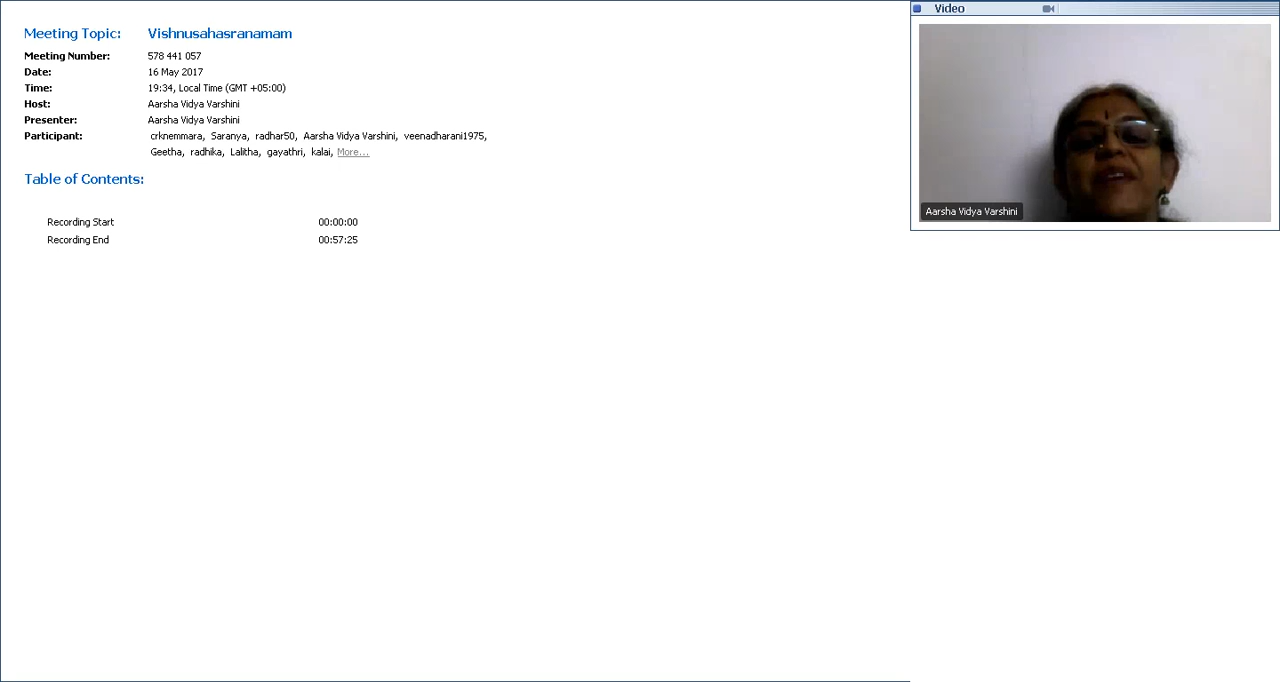 Meeting Topic: Vishnusahasranamam
Meeting Number: 578 441 057
Date: 16 May 2017
Time: 19:34, Local Time (GMT +05:00)
Host: Aarsha Vidya Varshini
Presenter: Aarsha Vidya Varshini
Participant: crknemmara, Saranya, radhar50, Aarsha Vidya Varshini, veenadharani1975,
Geetha, radhika, Lalitha, gayathri, kalai, More...
Table of Contents:
Recording Start 00:00:00
Recording End 00:57:25
Video
Aarsha Vidya Varshini